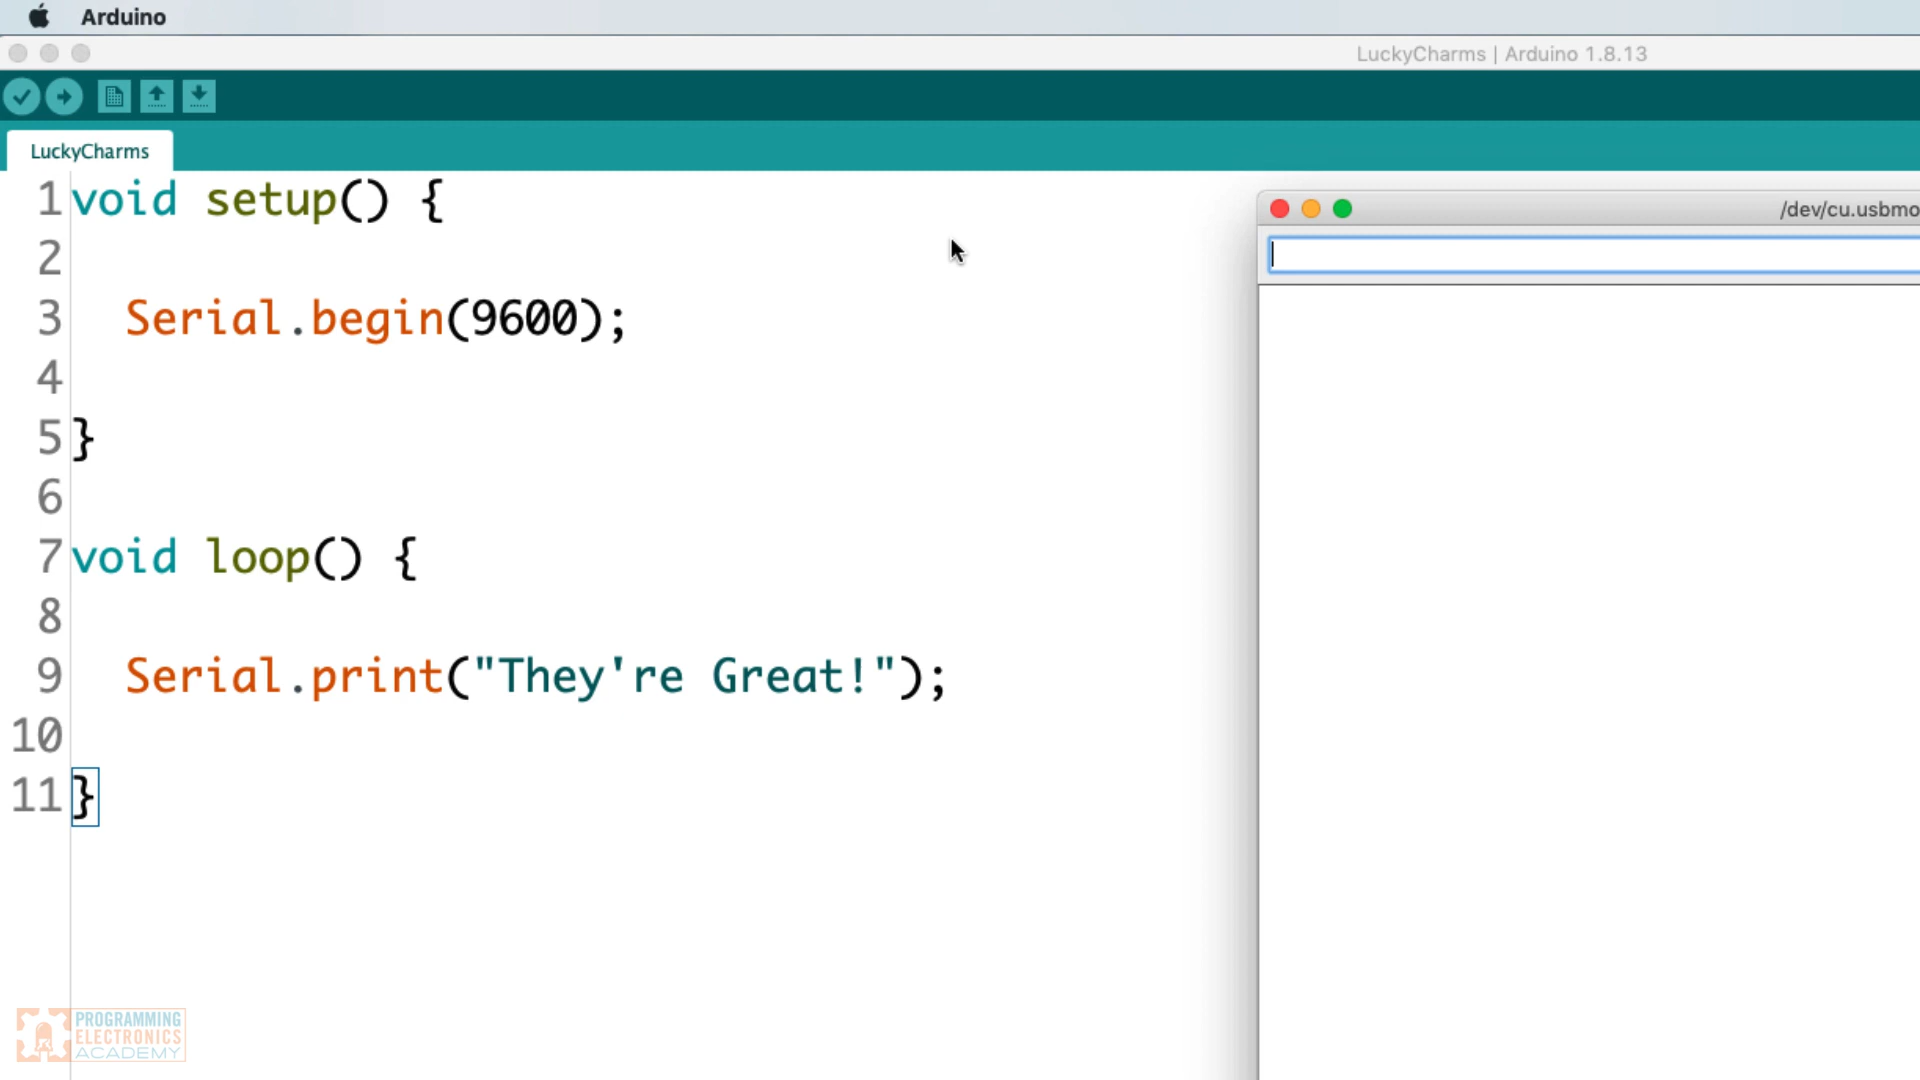 Arduino
LuckyCharms | Arduino 1.8.13
LuckyCharms
1 void setup() {
2
3 Serial.begin(9600);
4
5 }
6
7 void loop() {
8
9 Serial.print("They're Great!");
10
11 }
/dev/cu.usbmo
PROGRAMMING
ELECTRONICS
ACADEMY